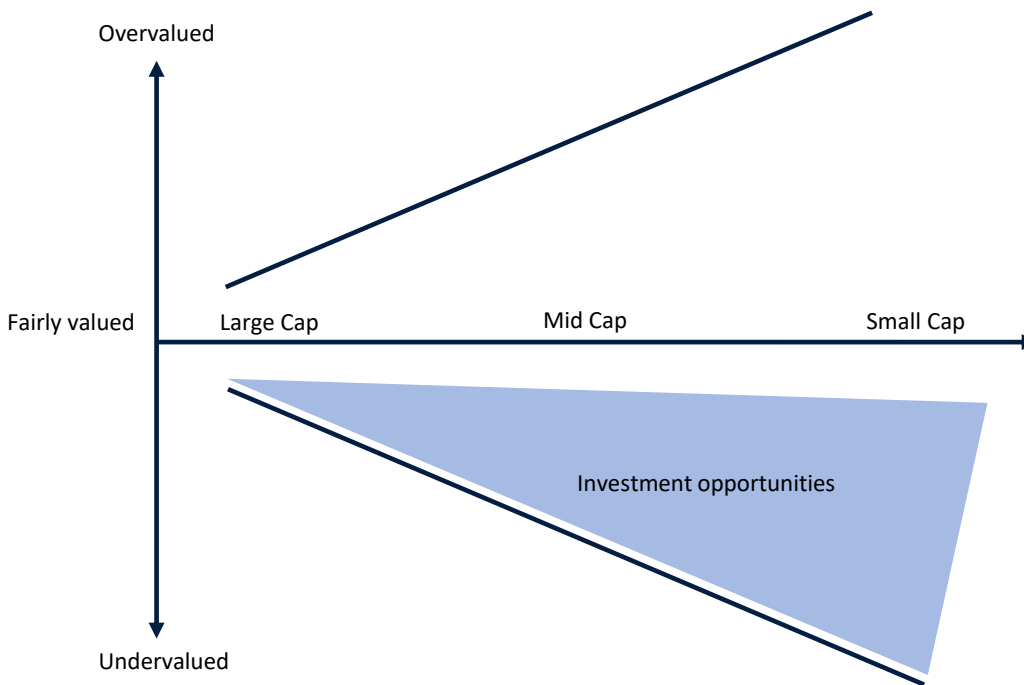 Overvalued
Fairly valued
Large Cap
Mid Cap
Small Cap
Investment opportunities
Undervalued